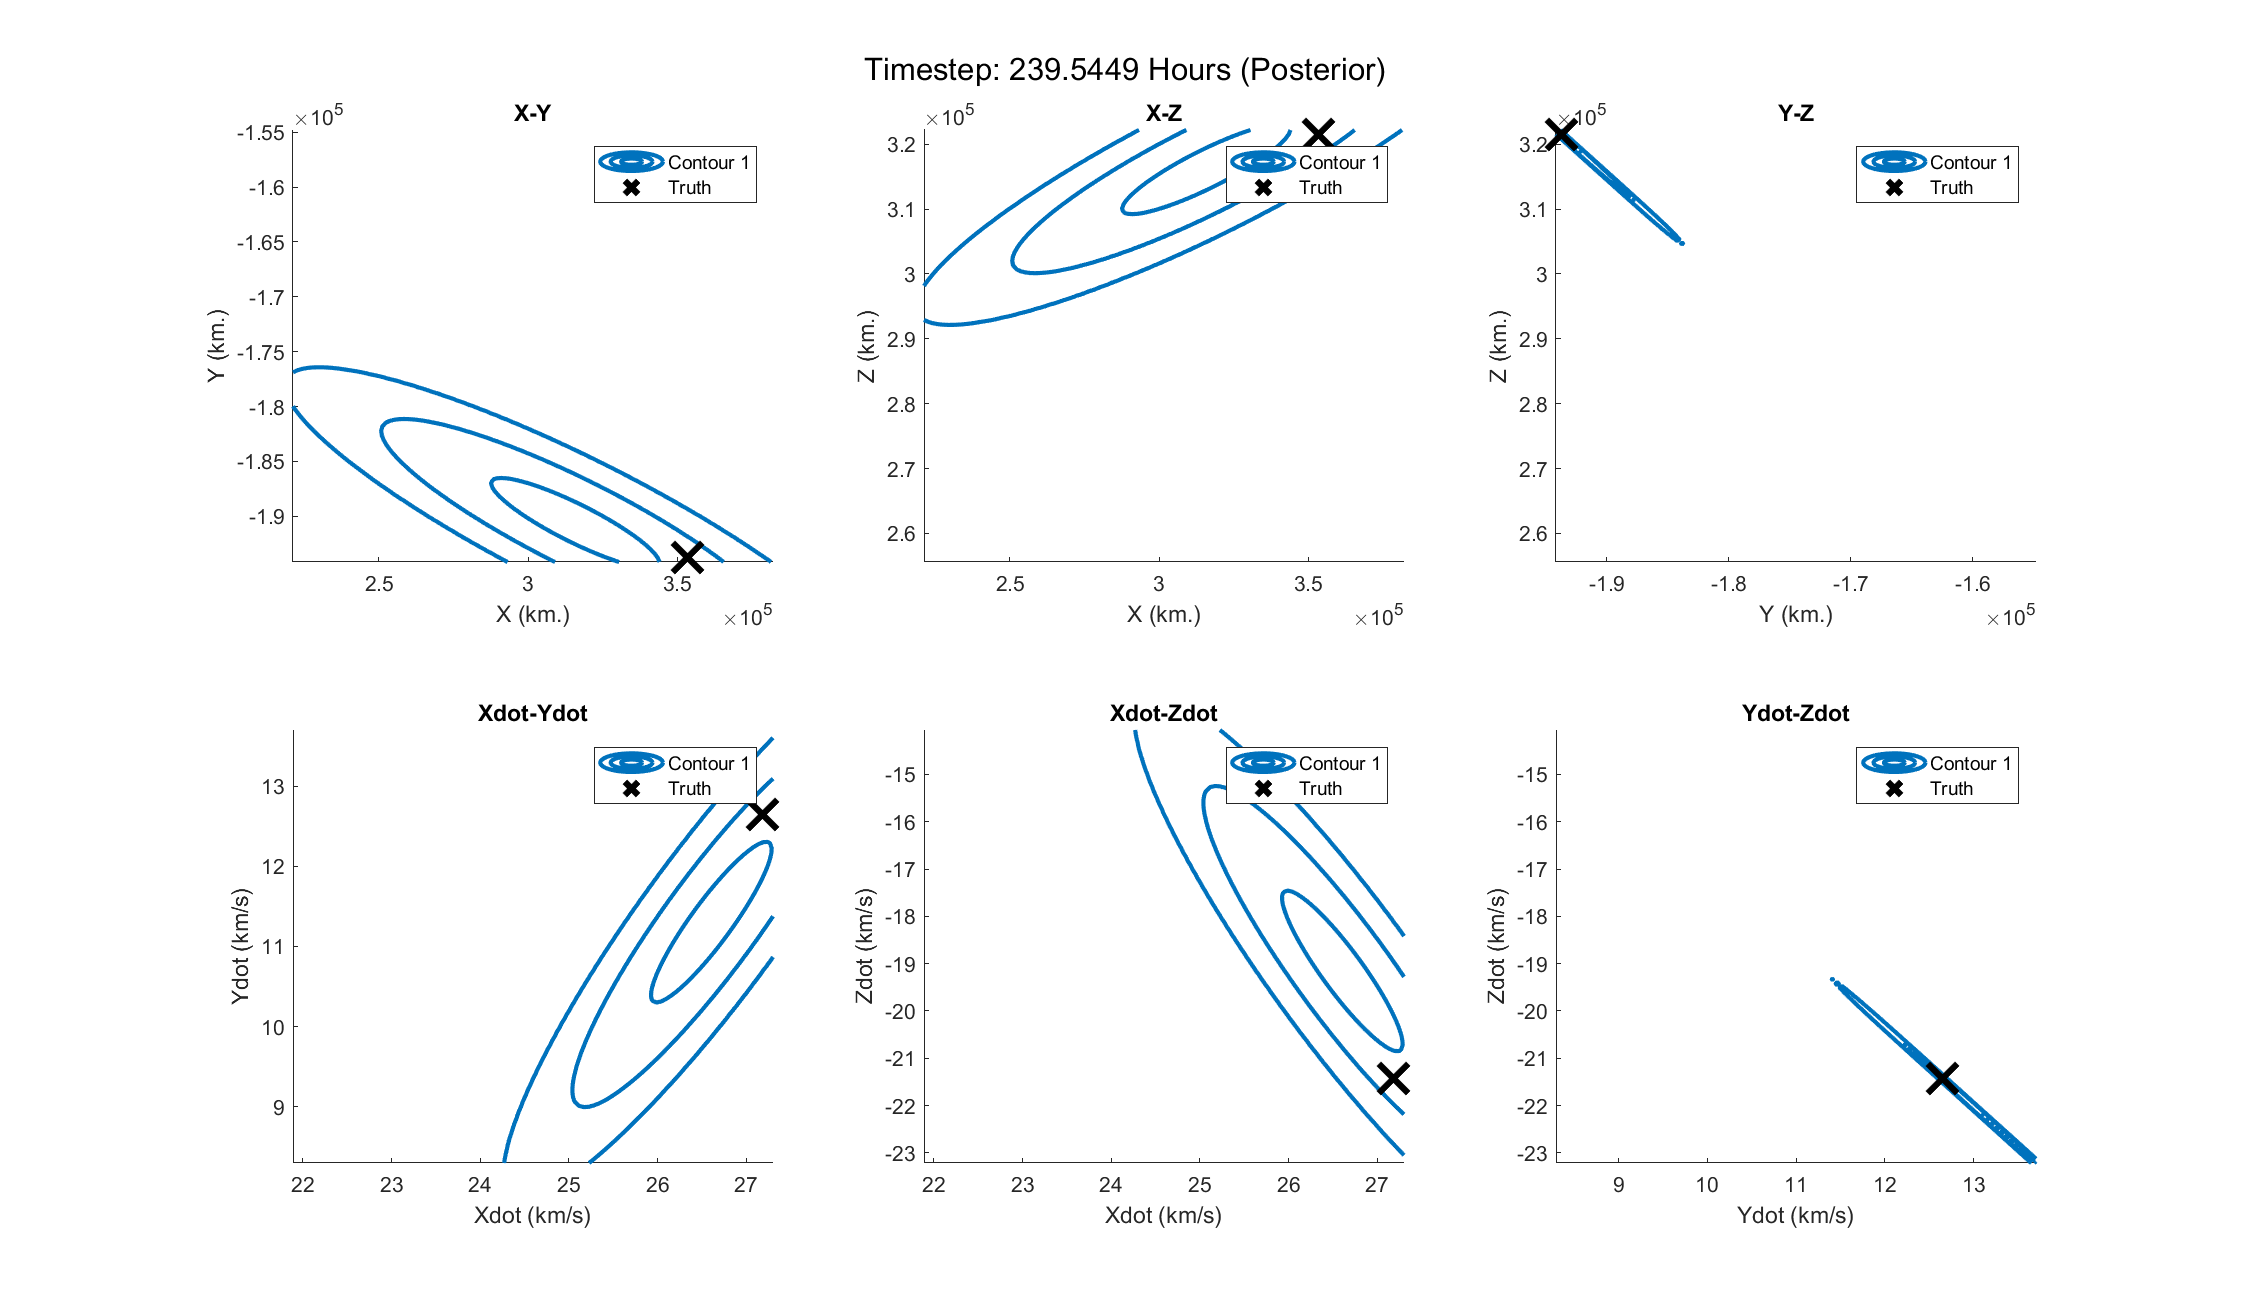 Timestep: 239.5449 Hours (Posterior)
X-Y
×10^5
-1.55
-1.6
-1.65
-1.7
-1.75
-1.8
-1.85
-1.9
Y (km.)
2.5 3 3.5
X (km.)
×10^5
Contour 1
Truth
X-Z
×10^5
3.2
3.1
3
2.9
2.8
2.7
2.6
Z (km.)
2.5 3 3.5
X (km.)
×10^5
Contour 1
Truth
Y-Z
×10^5
3.2
3.1
3
2.9
2.8
2.7
2.6
Z (km.)
-1.9 -1.8 -1.7 -1.6
Y (km.)
×10^5
Contour 1
Truth
Xdot-Ydot
13
12
11
10
9
Ydot (km/s)
22 23 24 25 26 27
Xdot (km/s)
Contour 1
Truth
Xdot-Zdot
-15
-16
-17
-18
-19
-20
-21
-22
-23
Zdot (km/s)
22 23 24 25 26 27
Xdot (km/s)
Contour 1
Truth
Ydot-Zdot
-15
-16
-17
-18
-19
-20
-21
-22
-23
Zdot (km/s)
9 10 11 12 13
Ydot (km/s)
Contour 1
Truth